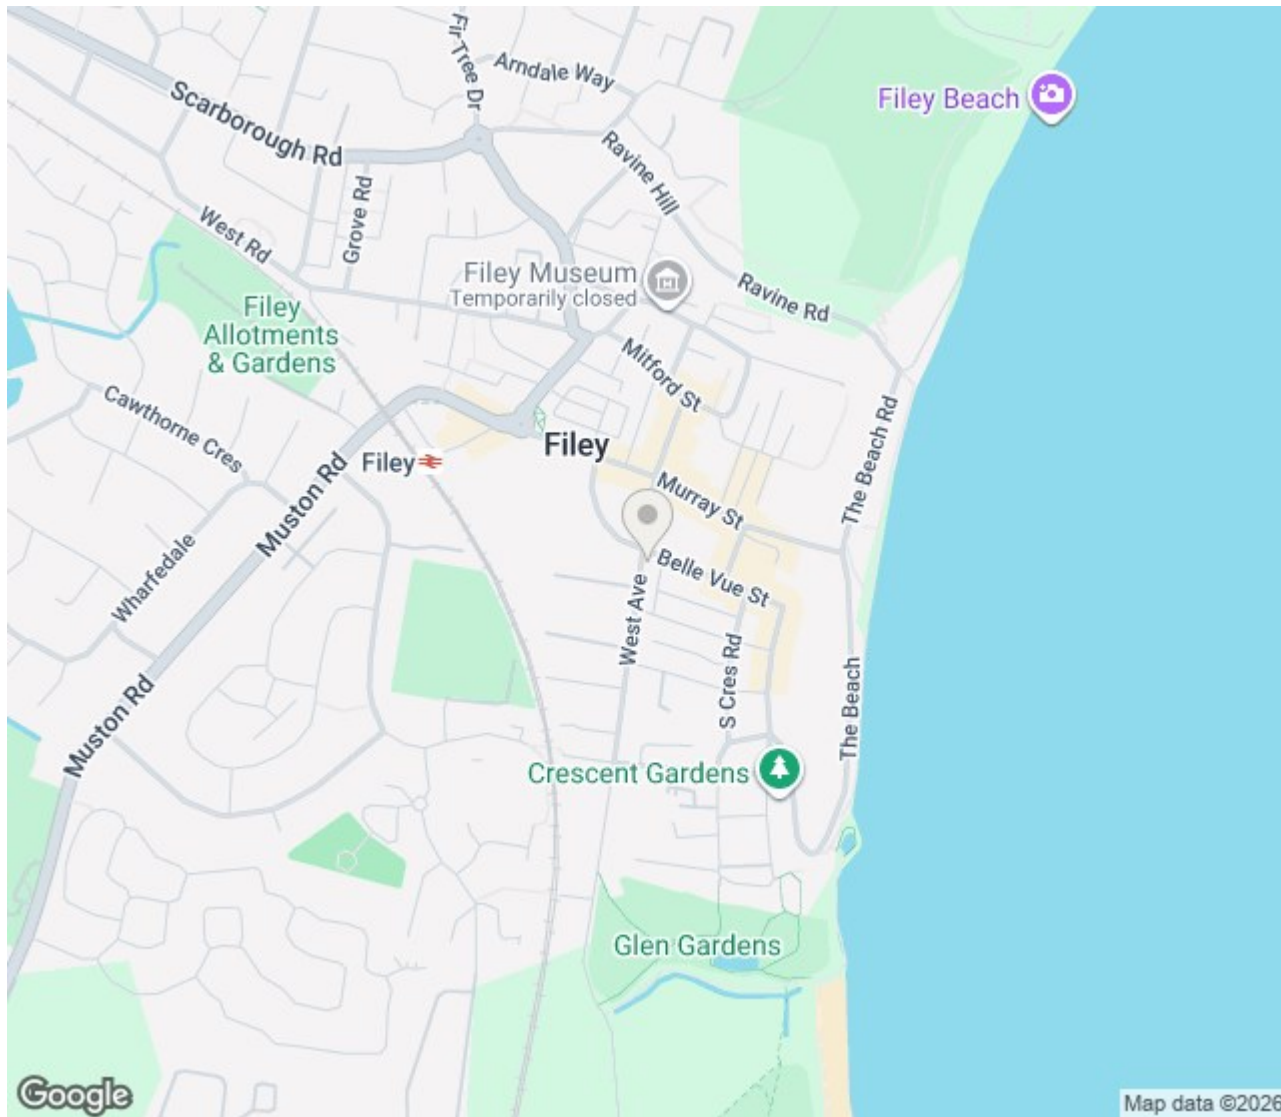 Fir Tree Dr
Arndale Way
Scarborough Rd
Filey Beach
Ravine Hill
Grove Rd
West Rd
Filey Museum
Temporarily closed
Ravine Rd
Filey
Allotments
& Gardens
Mitford St
Cawthorne Cres
The Beach Rd
Filey
Filey
Muston Rd
Murray St
Wharfedale
Belle Vue St
West Ave
S Cres Rd
The Beach
Muston Rd
Crescent Gardens
Glen Gardens
Google
Map data ©2026